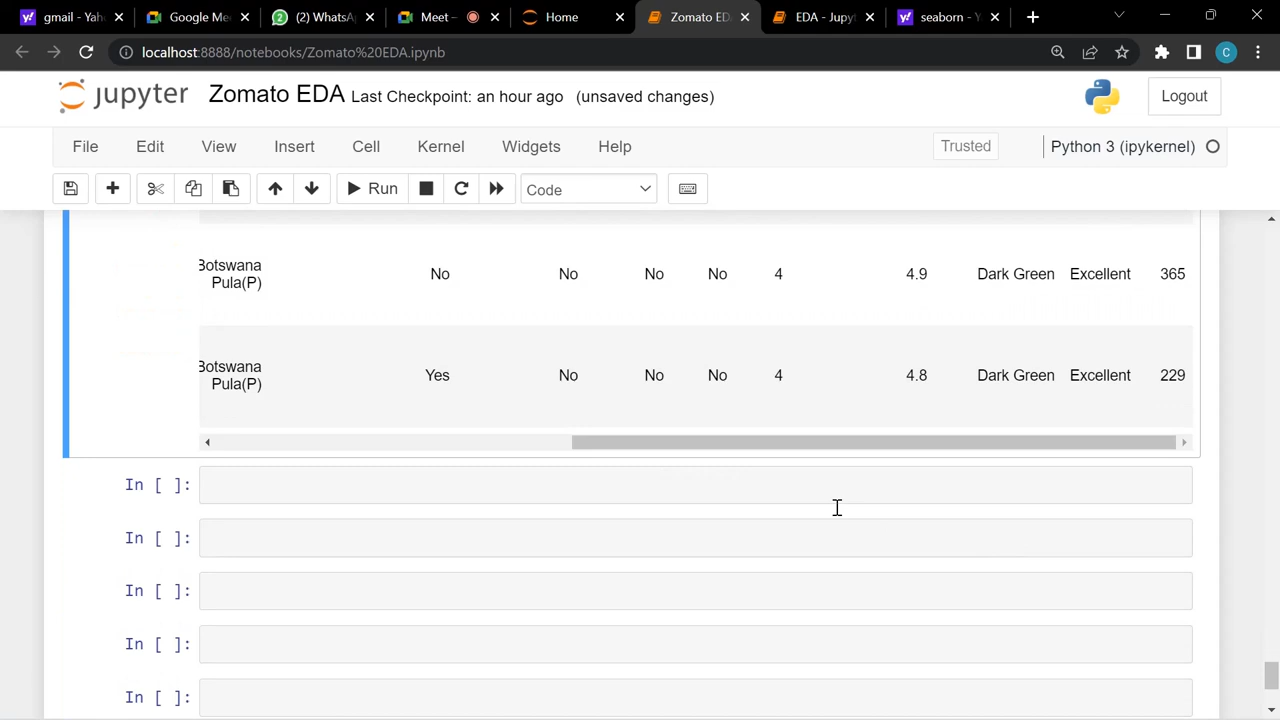 gmail - Yaho
Google Me
(2) WhatsA
Meet –
Home
Zomato ED
EDA - Jupyt
seaborn - Y
localhost:8888/notebooks/Zomato%20EDA.ipynb
C
jupyter Zomato EDA Last Checkpoint: an hour ago (unsaved changes)
Logout
File Edit View Insert Cell Kernel Widgets Help
Trusted
Python 3 (ipykernel)
Run
Code
Botswana
Pula(P)
No No No No 4 4.9 Dark Green Excellent 365
Botswana
Pula(P)
Yes No No No 4 4.8 Dark Green Excellent 229
In [ ]:
In [ ]:
In [ ]:
In [ ]:
In [ ]: